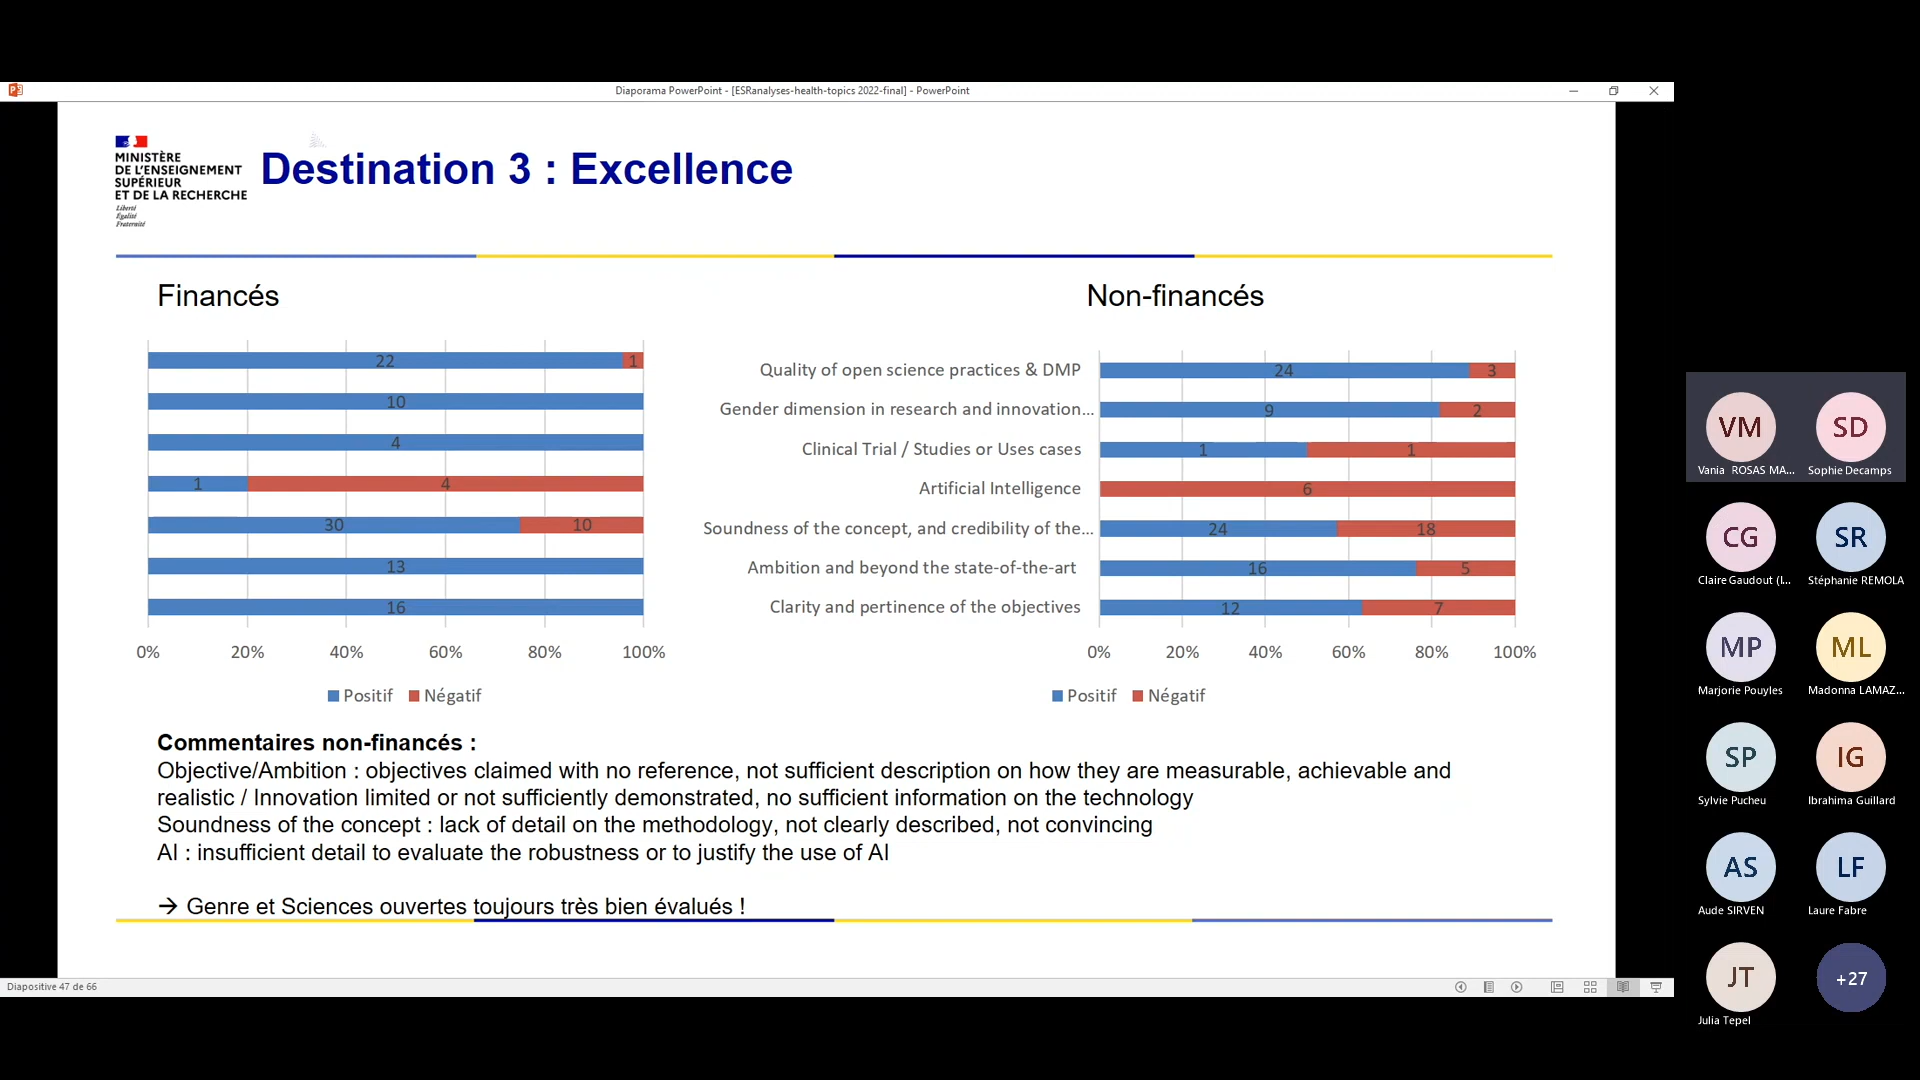 Diaporama PowerPoint - [ESRanalyses-health-topics 2022-final] - PowerPoint
MINISTÈRE
DE L'ENSEIGNEMENT
SUPÉRIEUR
ET DE LA RECHERCHE
Liberté
Égalité
Fraternité
Destination 3 : Excellence
Financés
22 1
10
4
1 4
30 10
13
16
0% 20% 40% 60% 80% 100%
Positif Négatif
Non-financés
Quality of open science practices & DMP 24 3
Gender dimension in research and innovation... 9 2
Clinical Trial / Studies or Uses cases 1 1
Artificial Intelligence 6
Soundness of the concept, and credibility of the... 24 18
Ambition and beyond the state-of-the-art 16 5
Clarity and pertinence of the objectives 12 7
0% 20% 40% 60% 80% 100%
Positif Négatif
Commentaires non-financés :
Objective/Ambition : objectives claimed with no reference, not sufficient description on how they are measurable, achievable and
realistic / Innovation limited or not sufficiently demonstrated, no sufficient information on the technology
Soundness of the concept : lack of detail on the methodology, not clearly described, not convincing
AI : insufficient detail to evaluate the robustness or to justify the use of AI
→ Genre et Sciences ouvertes toujours très bien évalués !
Diapositive 47 de 66
VM SD
Vania ROSAS MA... Sophie Decamps
CG SR
Claire Gaudout (I... Stéphanie REMOLA
MP ML
Marjorie Pouyles Madonna LAMAZ...
SP IG
Sylvie Pucheu Ibrahima Guillard
AS LF
Aude SIRVEN Laure Fabre
JT +27
Julia Tepel